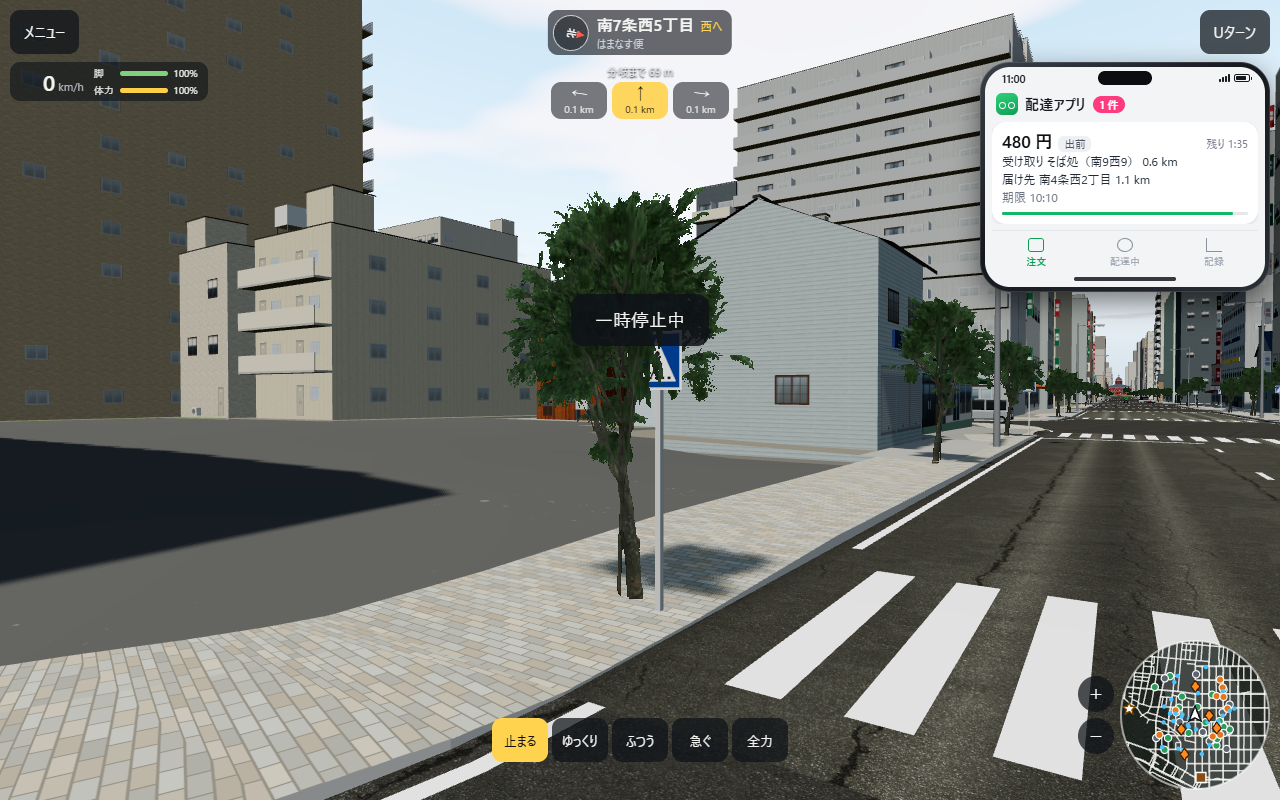 メニュー
0 km/h
脚 100%
体力 100%
南7条西5丁目 西へ
はまなす便
分岐まで 69 m
← 0.1 km
↑ 0.1 km
→ 0.1 km
Uターン
11:00
配達アプリ 1 件
480 円 出前 残り 1:35
受け取り そば処（南9西9） 0.6 km
届け先 南4条西2丁目 1.1 km
期限 10:10
注文 配達中 記録
一時停止中
+
−
止まる ゆっくり ふつう 急ぐ 全力